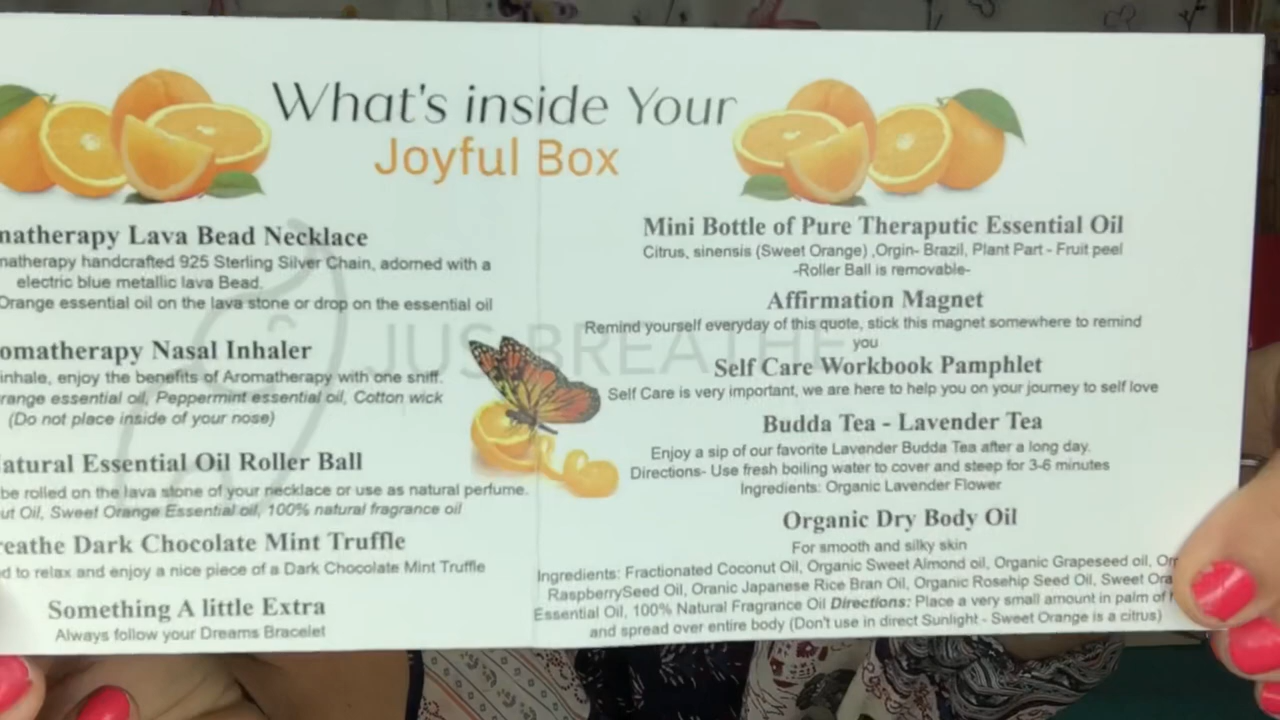 What's inside Your
Joyful Box
matherapy Lava Bead Necklace
matherapy handcrafted 925 Sterling Silver Chain, adorned with a
electric blue metallic lava Bead.
Orange essential oil on the lava stone or drop on the essential oil
omatherapy Nasal Inhaler
inhale, enjoy the benefits of Aromatherapy with one sniff.
range essential oil, Peppermint essential oil, Cotton wick
(Do not place inside of your nose)
atural Essential Oil Roller Ball
be rolled on the lava stone of your necklace or use as natural perfume.
ut Oil, Sweet Orange Essential oil, 100% natural fragrance oil
reathe Dark Chocolate Mint Truffle
d to relax and enjoy a nice piece of a Dark Chocolate Mint Truffle
Something A little Extra
Always follow your Dreams Bracelet
JUS BREATHE
Mini Bottle of Pure Theraputic Essential Oil
Citrus, sinensis (Sweet Orange) ,Orgin- Brazil, Plant Part - Fruit peel
-Roller Ball is removable-
Affirmation Magnet
Remind yourself everyday of this quote, stick this magnet somewhere to remind
you
Self Care Workbook Pamphlet
Self Care is very important, we are here to help you on your journey to self love
Budda Tea - Lavender Tea
Enjoy a sip of our favorite Lavender Budda Tea after a long day.
Directions- Use fresh boiling water to cover and steep for 3-6 minutes
Ingredients: Organic Lavender Flower
Organic Dry Body Oil
For smooth and silky skin
Ingredients: Fractionated Coconut Oil, Organic Sweet Almond oil, Organic Grapeseed oil, Or
RaspberrySeed Oil, Oranic Japanese Rice Bran Oil, Organic Rosehip Seed Oil, Sweet Ora
Essential Oil, 100% Natural Fragrance Oil Directions: Place a very small amount in palm of
and spread over entire body (Don't use in direct Sunlight - Sweet Orange is a citrus)